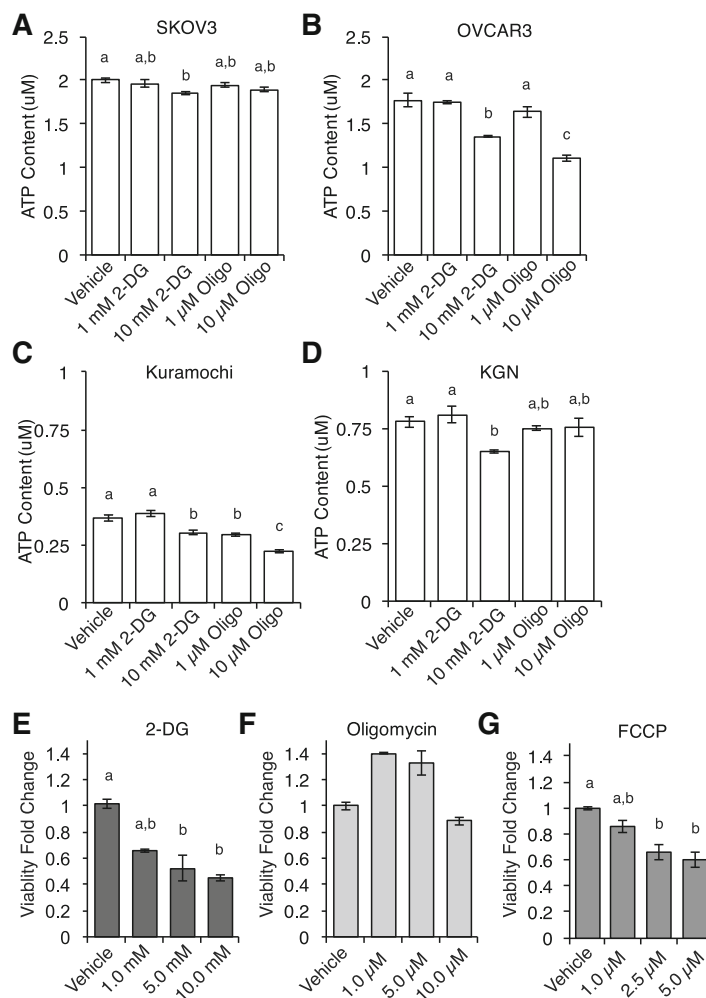 A
SKOV3
ATP Content (uM)
2.5
2
1.5
1
0.5
0
a
a,b
b
a,b
a,b
Vehicle
1 mM 2-DG
10 mM 2-DG
1 µM Oligo
10 µM Oligo
B
OVCAR3
ATP Content (uM)
2.5
2
1.5
1
0.5
0
a
a
b
a
c
Vehicle
1 mM 2-DG
10 mM 2-DG
1 µM Oligo
10 µM Oligo
C
Kuramochi
ATP Content (uM)
1
0.75
0.5
0.25
0
a
a
b
b
c
Vehicle
1 mM 2-DG
10 mM 2-DG
1 µM Oligo
10 µM Oligo
D
KGN
ATP Content (uM)
1
0.75
0.5
0.25
0
a
a
b
a,b
a,b
Vehicle
1 mM 2-DG
10 mM 2-DG
1 µM Oligo
10 µM Oligo
E
2-DG
Viablity Fold Change
1.4
1.2
1
0.8
0.6
0.4
0.2
0
a
a,b
b
b
Vehicle
1.0 mM
5.0 mM
10.0 mM
F
Oligomycin
Viablity Fold Change
1.4
1.2
1
0.8
0.6
0.4
0.2
0
Vehicle
1.0 µM
5.0 µM
10.0 µM
G
FCCP
Viablity Fold Change
1.4
1.2
1
0.8
0.6
0.4
0.2
0
a
a,b
b
b
Vehicle
1.0 µM
2.5 µM
5.0 µM